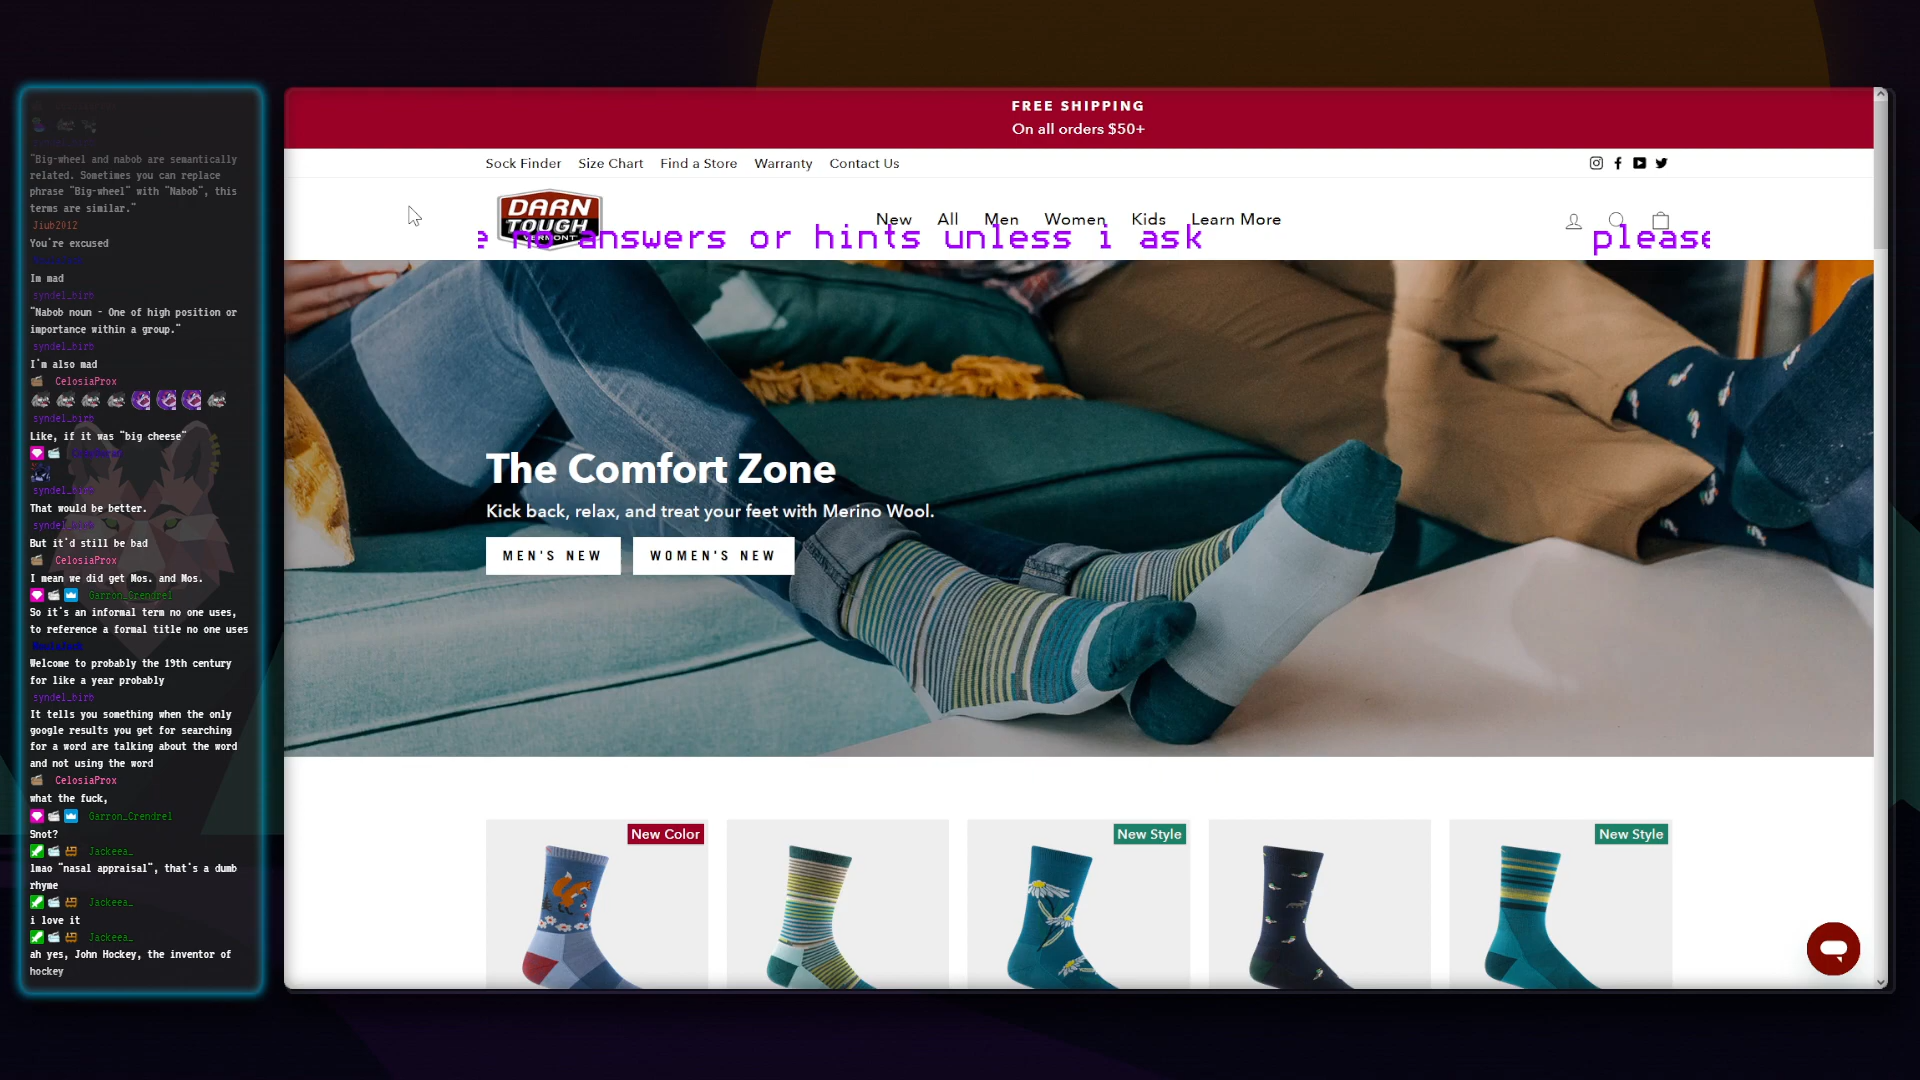 "Big-wheel and nabob are semantically
related. Sometimes you can replace
phrase "Big-wheel" with "Nabob", this
terms are similar."
Jiub2012
You're excused
Im mad
syndel_birb
"Nabob noun - One of high position or
importance within a group."
syndel_birb
I'm also mad
CelosiaProx
syndel_birb
Like, if it was "big cheese"
syndel_birb
That would be better.
syndel_birb
But it'd still be bad
CelosiaProx
I mean we did get Mos. and Nos.
Garron_Crendrel
So it's an informal term no one uses,
to reference a formal title no one uses
Welcome to probably the 19th century
for like a year probably
syndel_birb
It tells you something when the only
google results you get for searching
for a word are talking about the word
and not using the word
CelosiaProx
what the fuck,
Garron_Crendrel
Snot?
Jackeea_
lmao "nasal appraisal", that's a dumb
rhyme
Jackeea_
i love it
Jackeea_
ah yes, John Hockey, the inventor of
hockey
FREE SHIPPING
On all orders $50+
Sock Finder Size Chart Find a Store Warranty Contact Us
DARN
TOUGH
VERMONT
New All Men Women Kids Learn More
e no answers or hints unless i ask please
The Comfort Zone
Kick back, relax, and treat your feet with Merino Wool.
MEN'S NEW WOMEN'S NEW
New Color New Style New Style